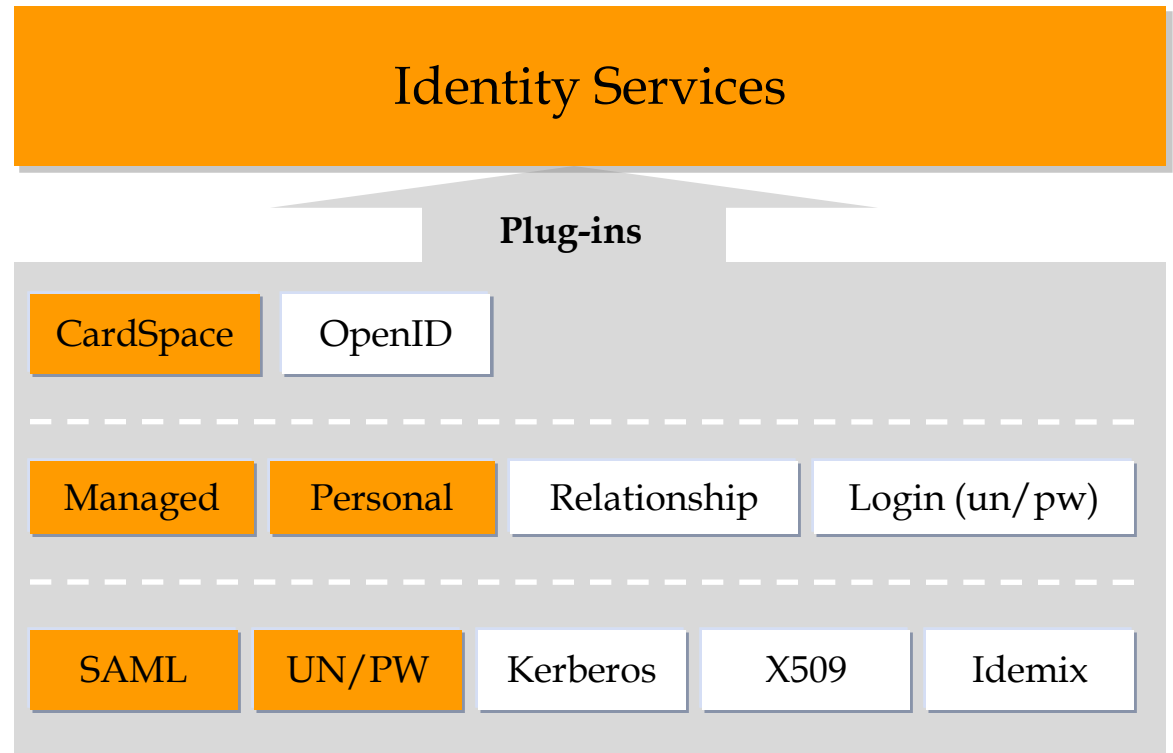 Identity Services
Plug-ins
CardSpace OpenID
Managed Personal Relationship Login (un/pw)
SAML UN/PW Kerberos X509 Idemix